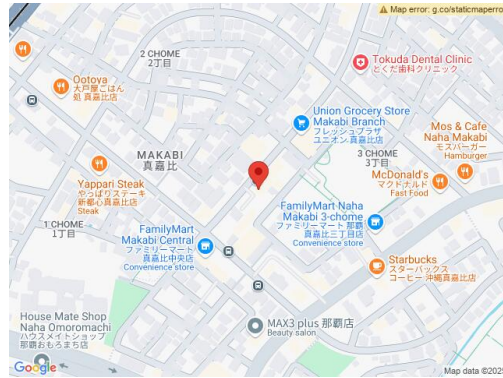 Map error: g.co/staticmaperro
2 CHOME
2丁目
Tokuda Dental Clinic
とくだ歯科クリニック
Ootoya
大戸屋ごはん
処 真嘉比店
Union Grocery Store
Makabi Branch
フレッシュプラザ
ユニオン 真嘉比店
Mos & Cafe
Naha Makabi
モスバーガー
Hamburger
MAKABI
真嘉比
3 CHOME
3丁目
McDonald's
マクドナルド
Fast Food
Yappari Steak
やっぱりステーキ
新都心真嘉比店
Steak
FamilyMart Naha
Makabi 3-chome
ファミリーマート 那覇
真嘉比三丁目店
Convenience store
1 CHOME
1丁目
FamilyMart
Makabi Central
ファミリーマート
真嘉比中央店
Convenience store
Starbucks
スターバックス
コーヒー 沖縄真嘉比店
House Mate Shop
Naha Omoromachi
ハウスメイトショップ
那覇おもろまち店
MAX3 plus 那覇店
Beauty salon
Google
Map data ©202